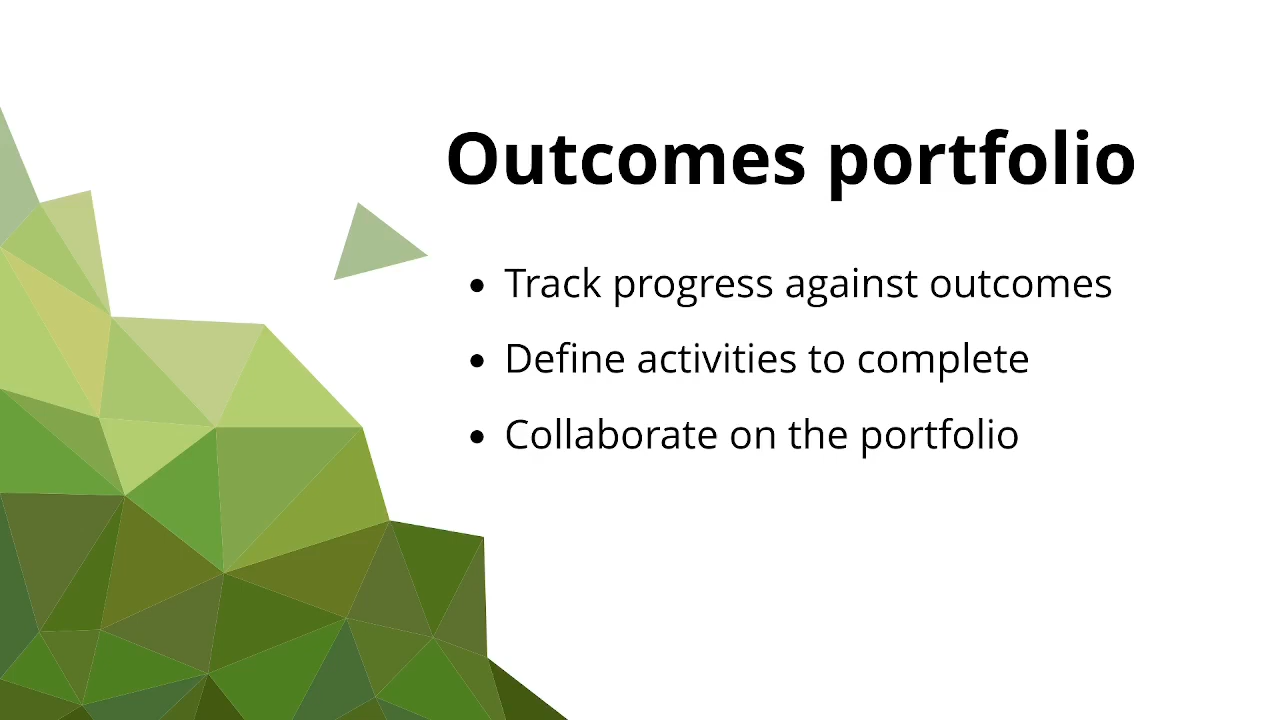 Outcomes portfolio
• Track progress against outcomes
• Define activities to complete
• Collaborate on the portfolio